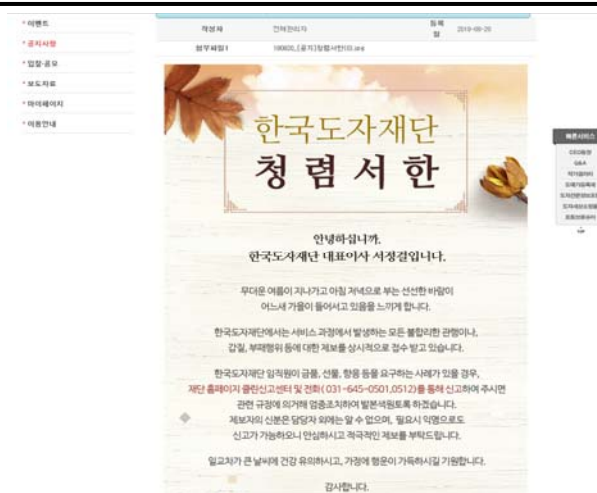 이벤트
공지사항
입찰·공모
보도자료
마이페이지
이용안내
작성자 전체관리자 등록일 2019-08-26
첨부파일1
한국도자재단
청렴서한
안녕하십니까.
한국도자재단 대표이사 서정걸입니다.
무더운 여름이 지나가고 아침 저녁으로 부는 선선한 바람이
어느새 가을이 들어서고 있음을 느끼게 합니다.
한국도자재단에서는 서비스 과정에서 발생하는 모든 불합리한 관행이나,
갑질, 부패행위 등에 대한 제보를 상시적으로 접수 받고 있습니다.
한국도자재단 임직원이 금품, 선물, 향응 등을 요구하는 사례가 있을 경우,
재단 홈페이지 클린신고센터 및 전화( 031-645-0501,0512)를 통해 신고하여 주시면
관련 규정에 의거해 엄중조치하여 발본색원토록 하겠습니다.
제보자의 신분은 담당자 외에는 알 수 없으며, 필요시 익명으로도
신고가 가능하오니 안심하시고 적극적인 제보를 부탁드립니다.
일교차가 큰 날씨에 건강 유의하시고, 가정에 행운이 가득하시길 기원합니다.
감사합니다.
빠른서비스
Q&A
TOP